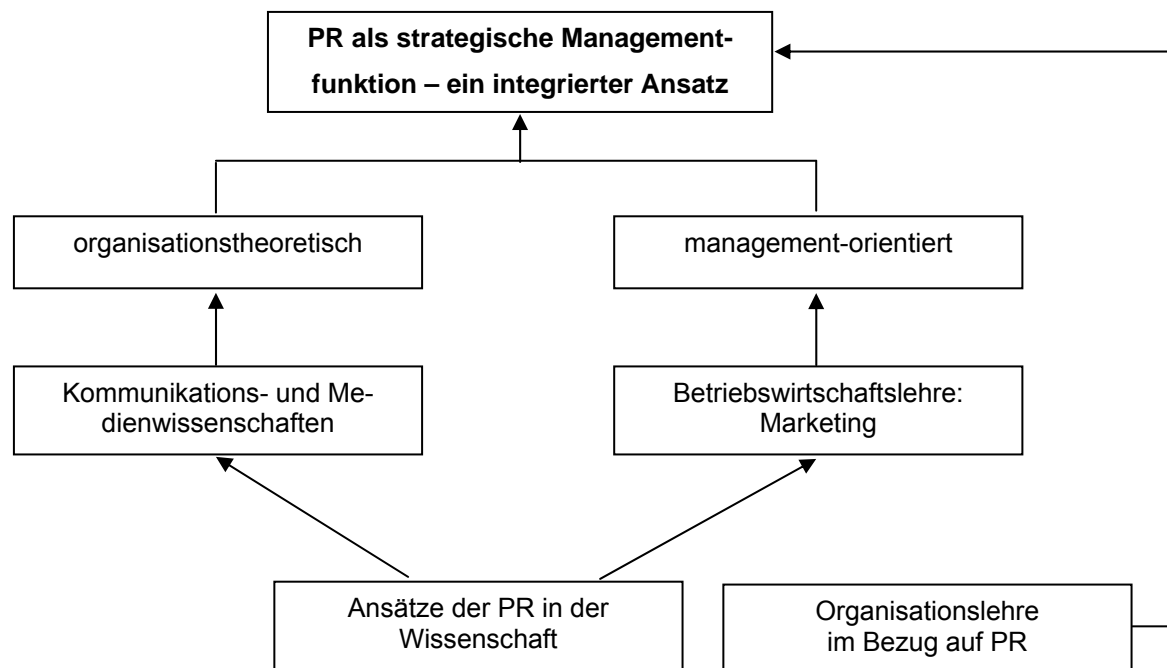 PR als strategische Management-
funktion – ein integrierter Ansatz
organisationstheoretisch
management-orientiert
Kommunikations- und Me-
dienwissenschaften
Betriebswirtschaftslehre:
Marketing
Ansätze der PR in der
Wissenschaft
Organisationslehre
im Bezug auf PR